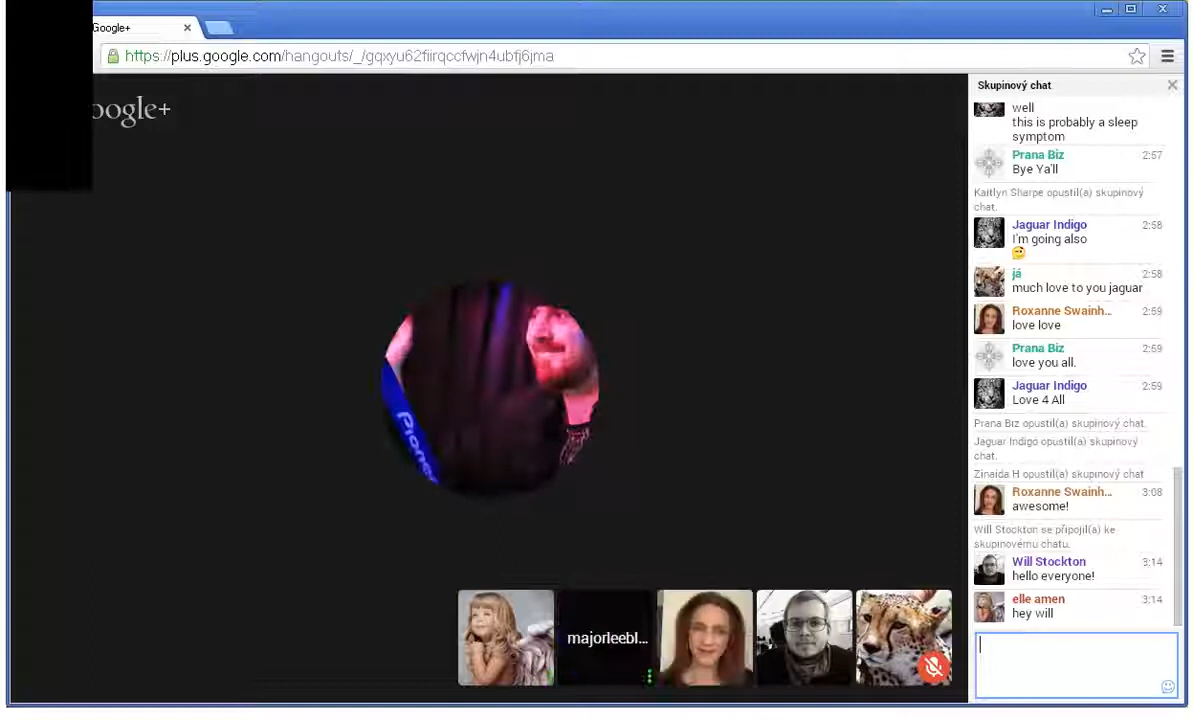 Google+
https://plus.google.com/hangouts/_/gqxyu62fiirqccfwjn4ubfj6jma
oogle+
Pionee
majorleebl...
Skupinový chat
well
this is probably a sleep
symptom
Prana Biz 2:57
Bye Ya'll
Kaitlyn Sharpe opustil(a) skupinový
chat.
Jaguar Indigo 2:58
I'm going also
já 2:58
much love to you jaguar
Roxanne Swainh... 2:59
love love
Prana Biz 2:59
love you all.
Jaguar Indigo 2:59
Love 4 All
Prana Biz opustil(a) skupinový chat.
Jaguar Indigo opustil(a) skupinový
chat.
Zinaida H opustil(a) skupinový chat
Roxanne Swainh... 3:08
awesome!
Will Stockton se připojil(a) ke
skupinovému chatu.
Will Stockton 3:14
hello everyone!
elle amen 3:14
hey will